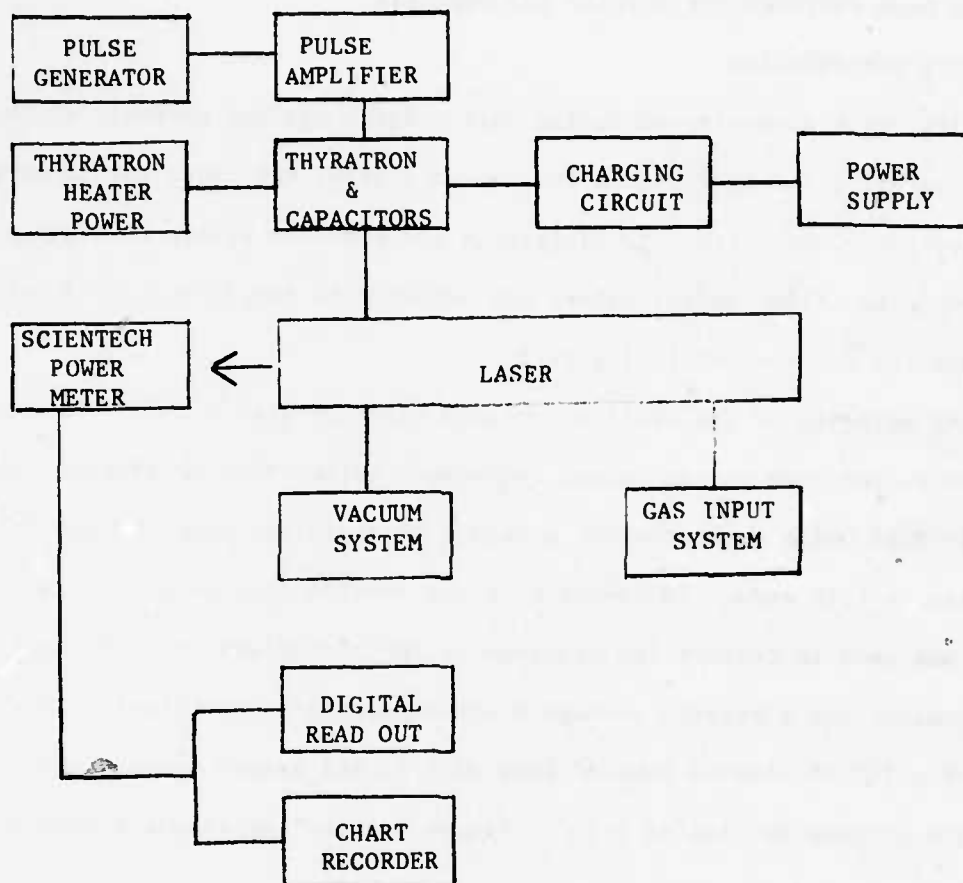 PULSE
GENERATOR
PULSE
AMPLIFIER
THYRATRON
HEATER
POWER
THYRATRON
&
CAPACITORS
CHARGING
CIRCUIT
POWER
SUPPLY
SCIENTECH
POWER
METER
LASER
VACUUM
SYSTEM
GAS INPUT
SYSTEM
DIGITAL
READ OUT
CHART
RECORDER